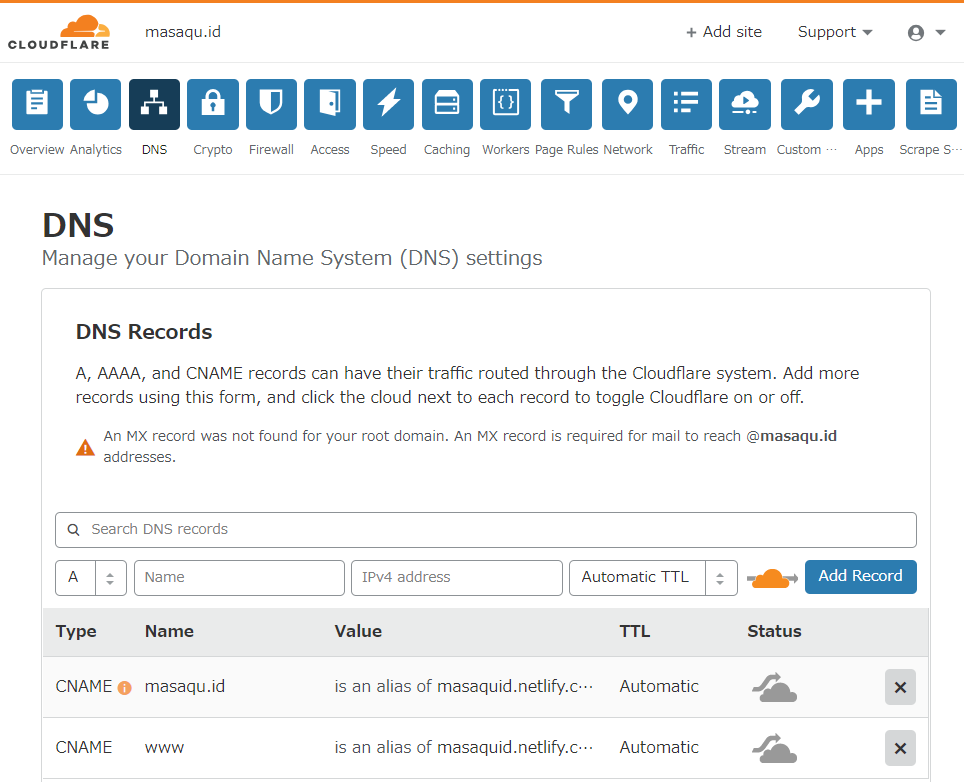 CLOUDFLARE
masaqu.id
+ Add site
Support
Overview Analytics DNS Crypto Firewall Access Speed Caching Workers Page Rules Network Traffic Stream Custom ··· Apps Scrape S···
DNS
Manage your Domain Name System (DNS) settings
DNS Records
A, AAAA, and CNAME records can have their traffic routed through the Cloudflare system. Add more
records using this form, and click the cloud next to each record to toggle Cloudflare on or off.
An MX record was not found for your root domain. An MX record is required for mail to reach @masaqu.id
addresses.
Search DNS records
A Name IPv4 address Automatic TTL Add Record
Type Name Value TTL Status
CNAME masaqu.id is an alias of masaquid.netlify.c··· Automatic
CNAME www is an alias of masaquid.netlify.c··· Automatic